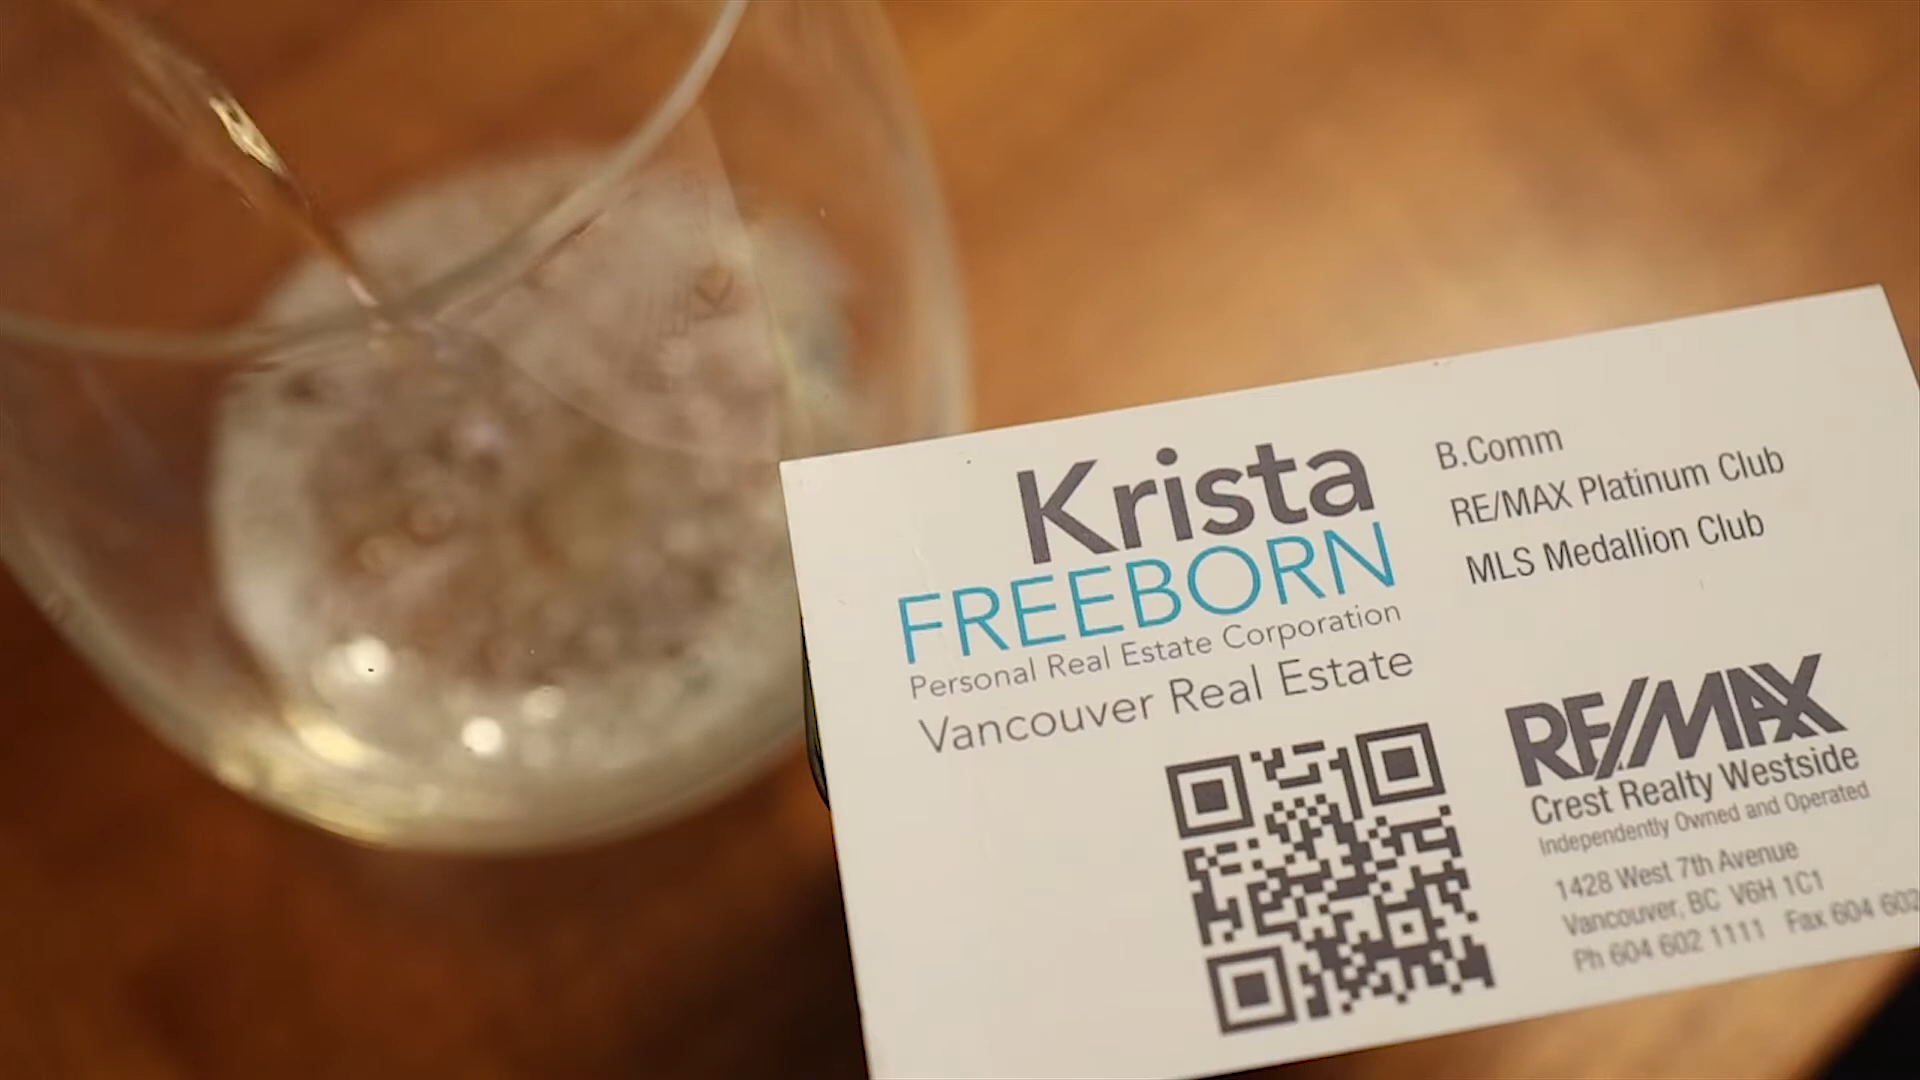 Krista
FREEBORN
Personal Real Estate Corporation
Vancouver Real Estate
B.Comm
RE/MAX Platinum Club
MLS Medallion Club
RE/MAX
Crest Realty Westside
Independently Owned and Operated
1428 West 7th Avenue
Vancouver, BC V6H 1C1
Ph 604 602 1111 Fax 604 602